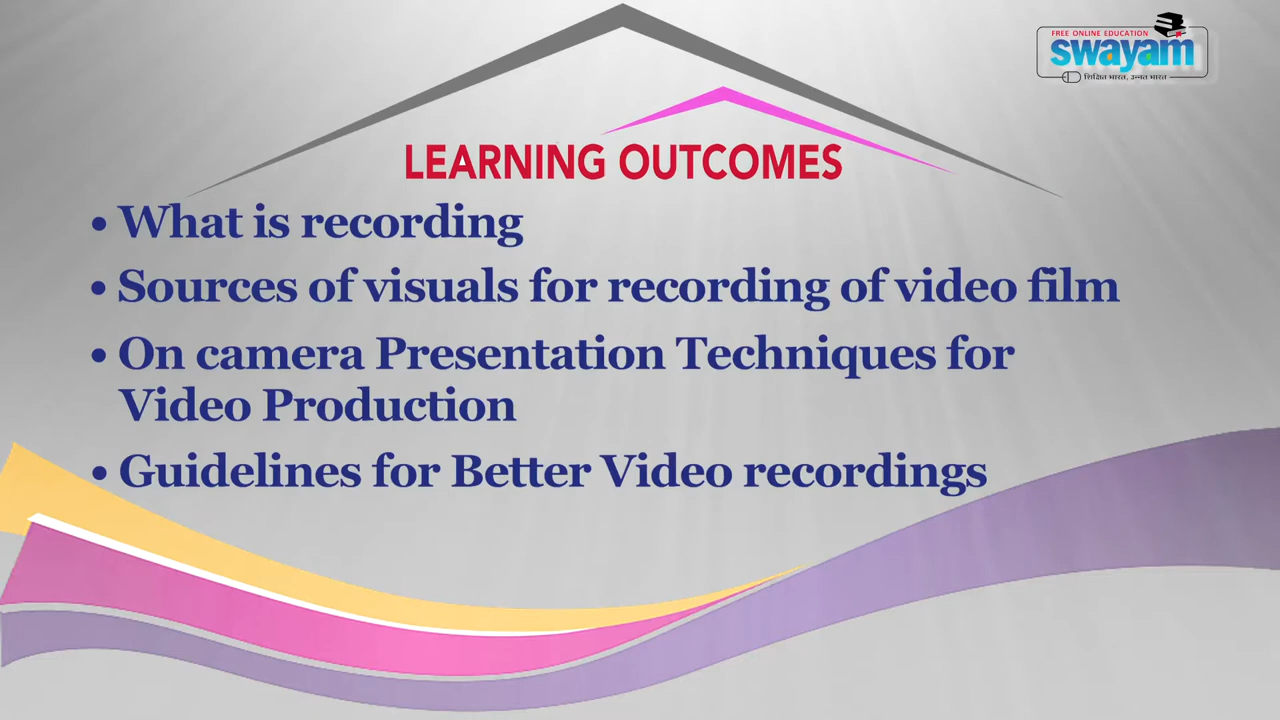 FREE ONLINE EDUCATION
swayam
शिक्षित भारत, उन्नत भारत
LEARNING OUTCOMES
• What is recording
• Sources of visuals for recording of video film
• On camera Presentation Techniques for
Video Production
• Guidelines for Better Video recordings